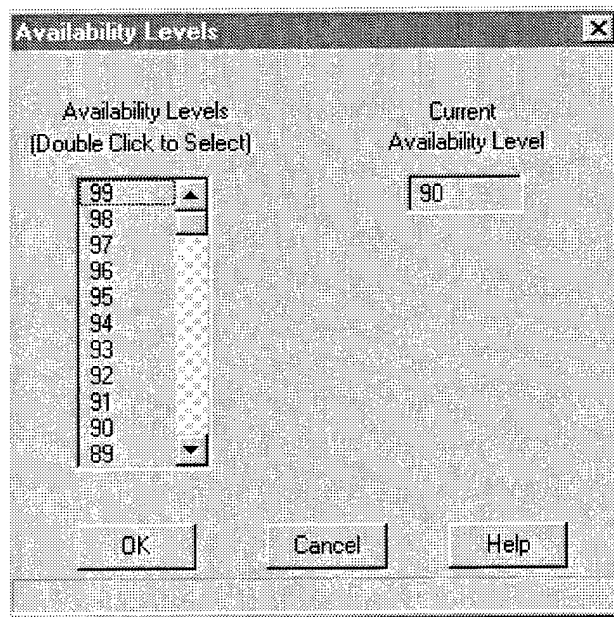 Availability Levels
Availability Levels
(Double Click to Select)
99
98
97
96
95
94
93
92
91
90
89
Current
Availability Level
90
OK
Cancel
Help